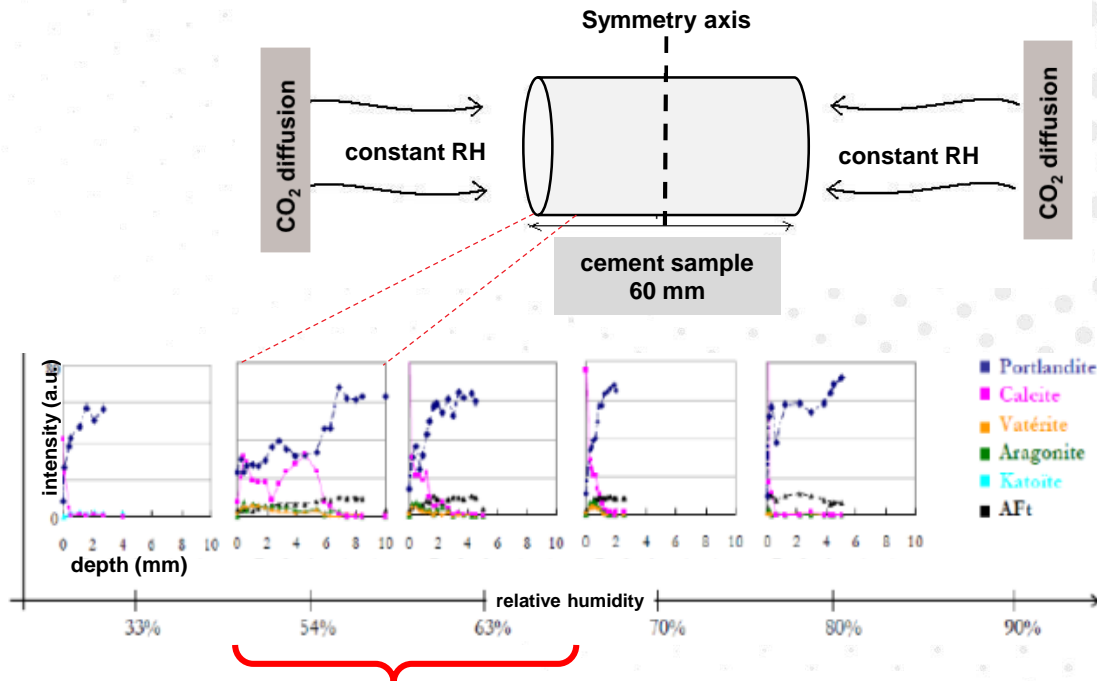 Symmetry axis
CO2 diffusion
constant RH
constant RH
CO2 diffusion
cement sample
60 mm
intensity (a.u.)
0
0 2 4 6 8 10
0 2 4 6 8 10
0 2 4 6 8 10
0 2 4 6 8 10
0 2 4 6 8 10
depth (mm)
Portlandite
Calcite
Vatérite
Aragonite
Katoïte
AFt
relative humidity
33% 54% 63% 70% 80% 90%